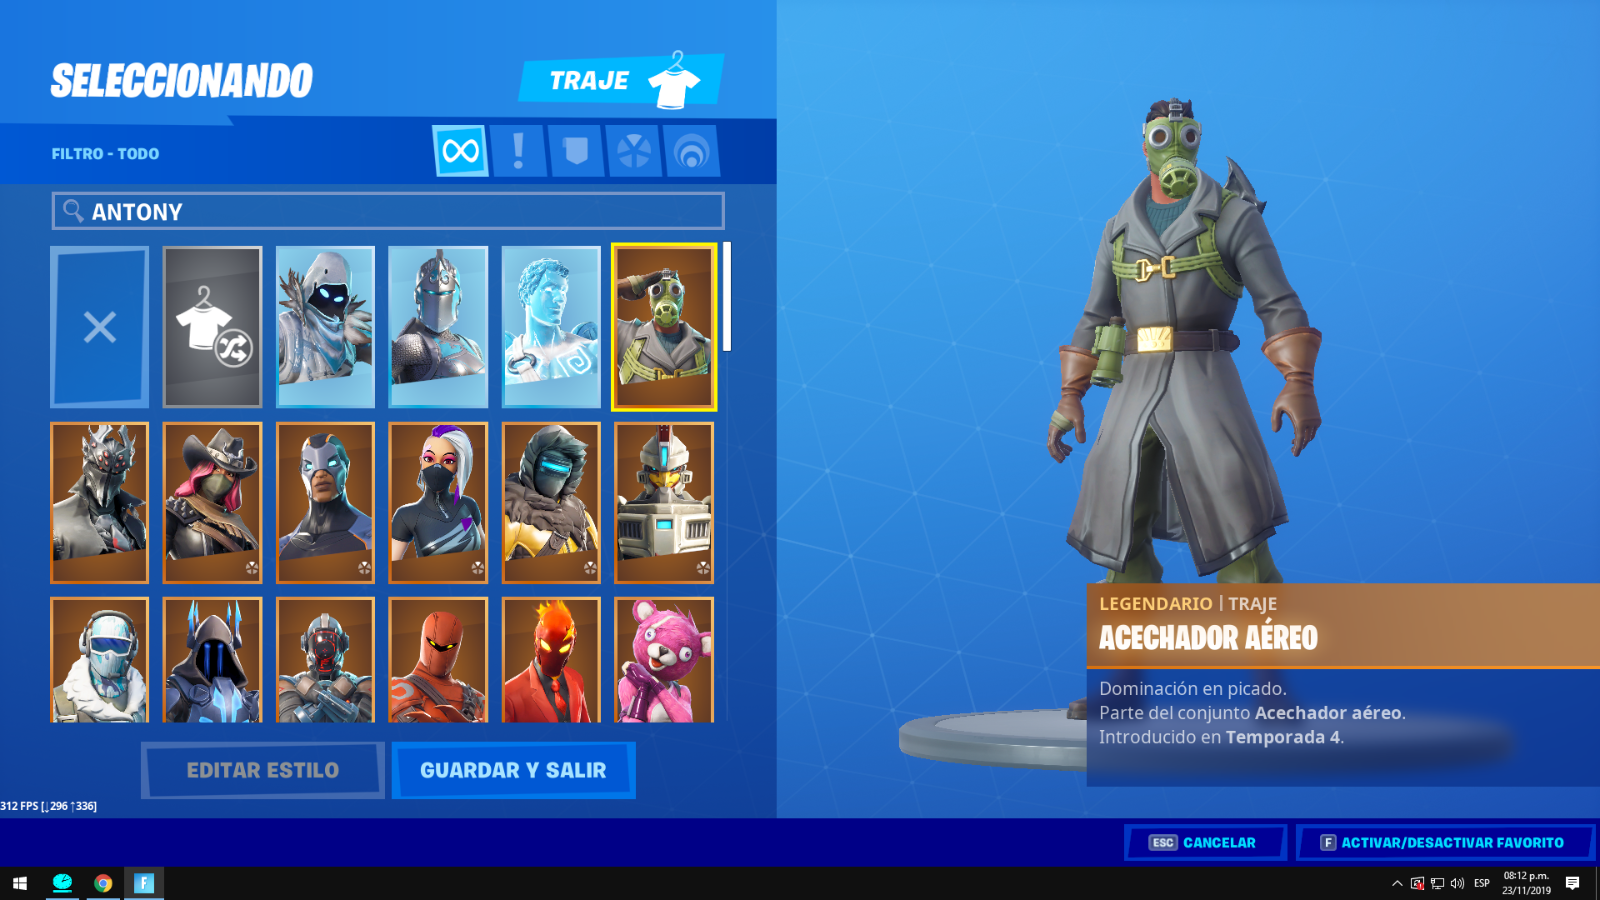 SELECCIONANDO
TRAJE
FILTRO - TODO
ANTONY
LEGENDARIO | TRAJE
ACECHADOR AÉREO
Dominación en picado.
Parte del conjunto Acechador aéreo.
Introducido en Temporada 4.
EDITAR ESTILO
GUARDAR Y SALIR
312 FPS [↓296 ↑336]
ESC CANCELAR
F ACTIVAR/DESACTIVAR FAVORITO
F
ESP
08:12 p.m.
23/11/2019